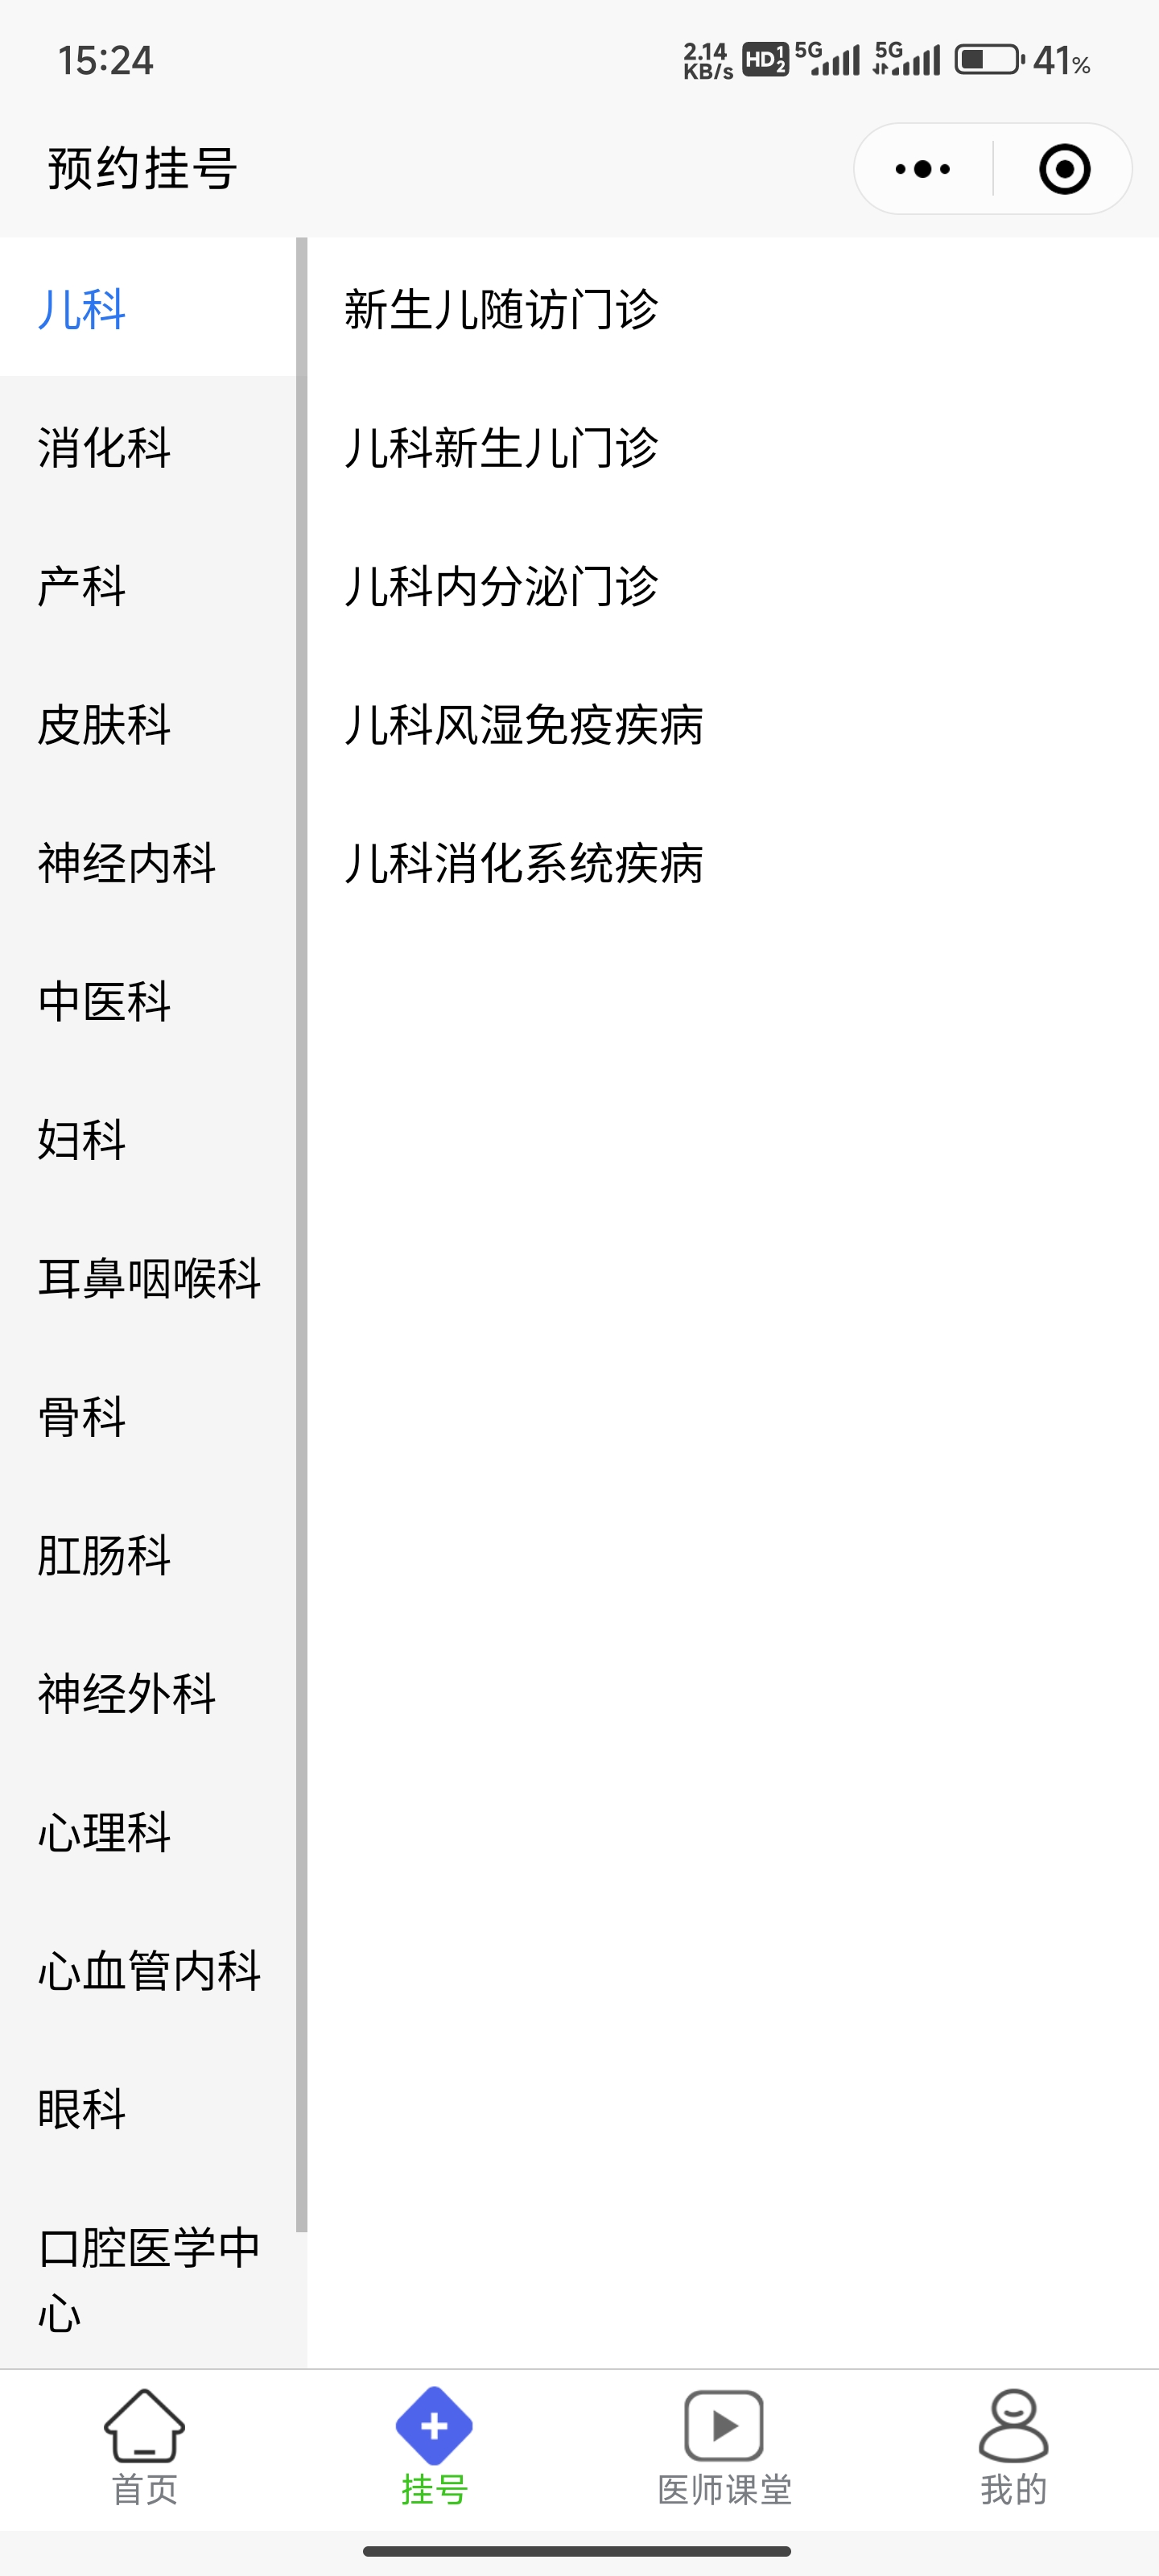 15:24
2.14 KB/s HD 1 2 5G 5G 41%
预约挂号
儿科
消化科
产科
皮肤科
神经内科
中医科
妇科
耳鼻咽喉科
骨科
肛肠科
神经外科
心理科
心血管内科
眼科
口腔医学中
心
新生儿随访门诊
儿科新生儿门诊
儿科内分泌门诊
儿科风湿免疫疾病
儿科消化系统疾病
首页
挂号
医师课堂
我的